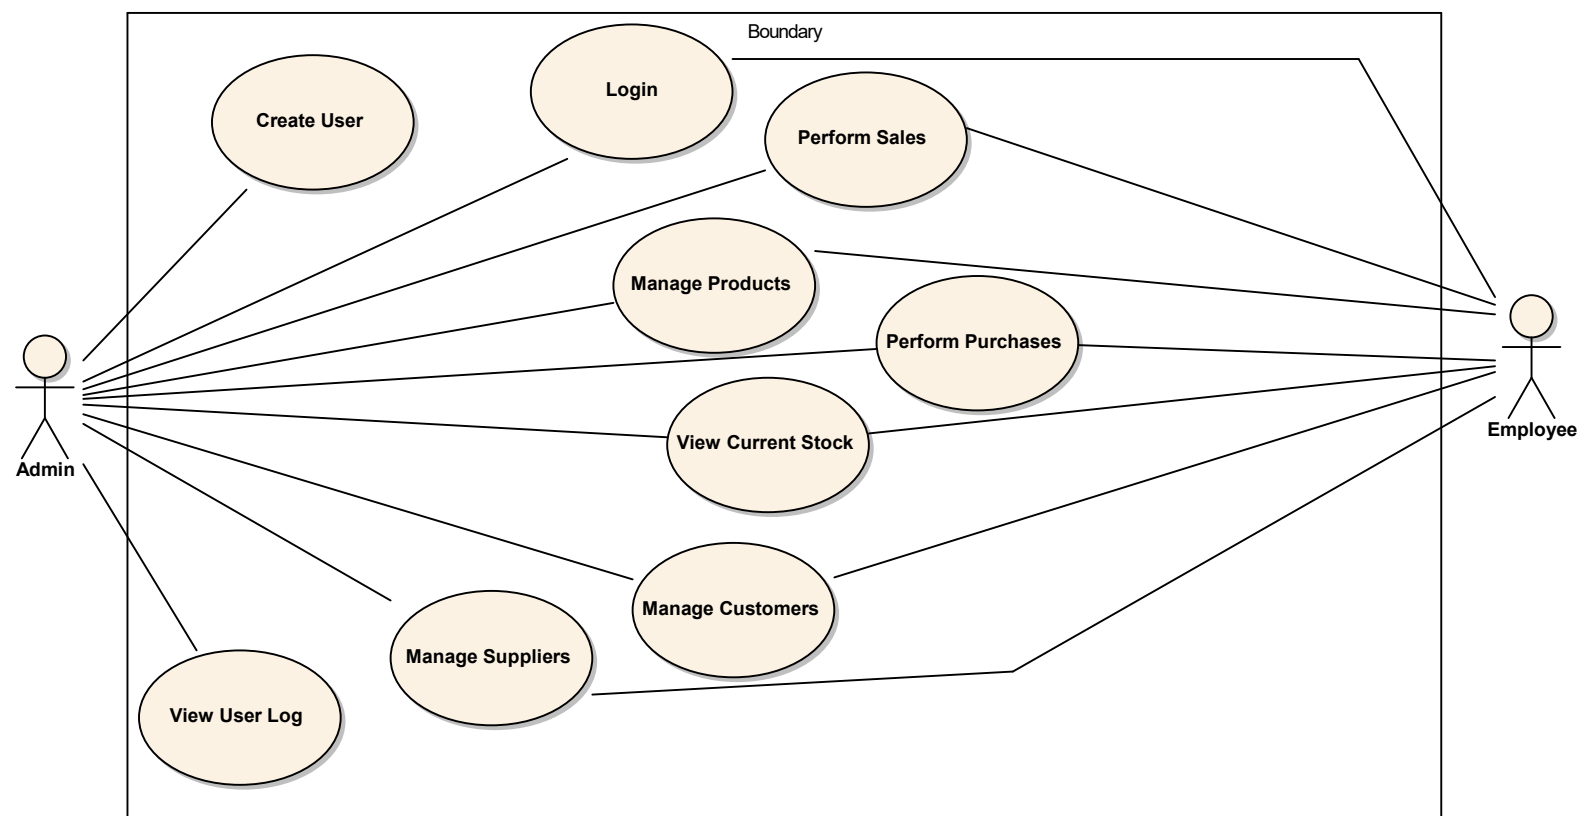 Boundary
Login
Create User
Perform Sales
Manage Products
Perform Purchases
Employee
View Current Stock
Admin
Manage Customers
Manage Suppliers
View User Log